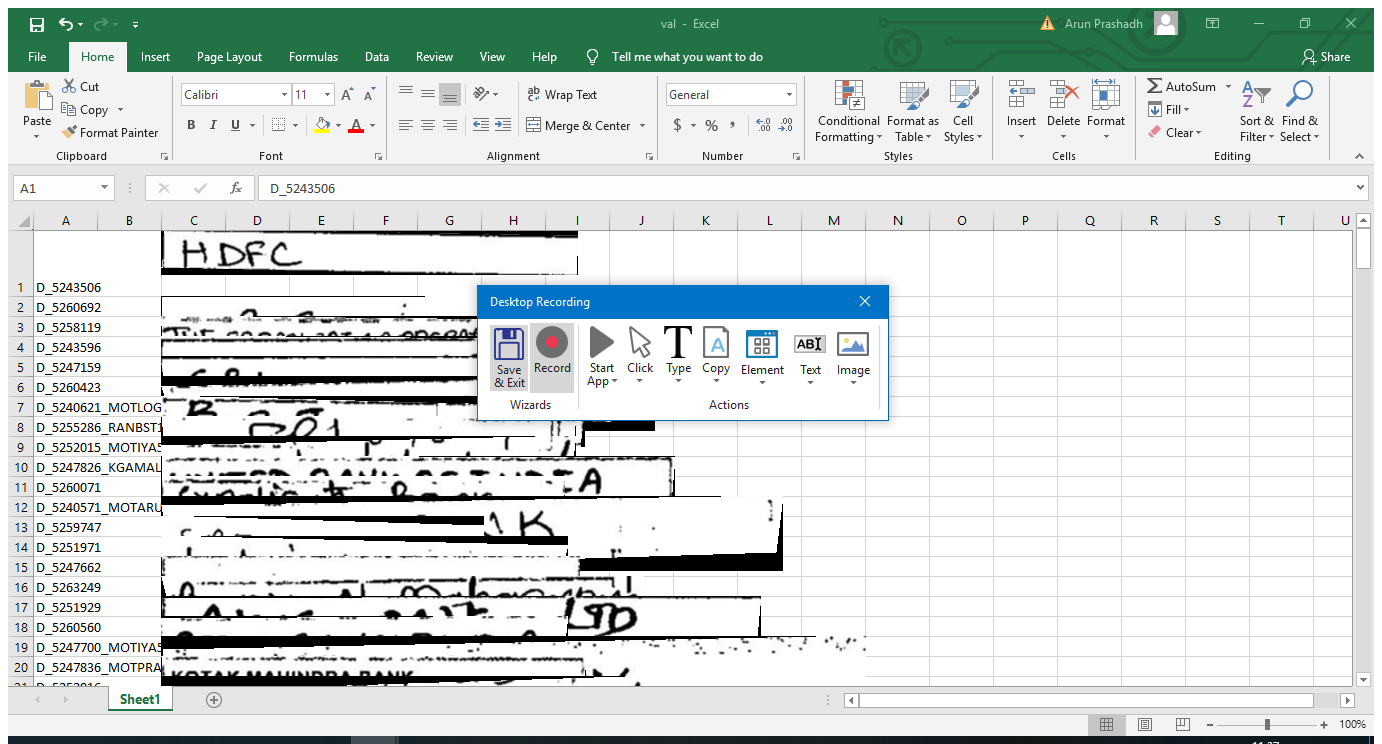 val - Excel
Arun Prashadh
File Home Insert Page Layout Formulas Data Review View Help Tell me what you want to do Share
Paste Cut Copy Format Painter Clipboard
Calibri 11 B I U A Font
Wrap Text Merge & Center Alignment
General $ % , Number
Conditional Formatting Format as Table Cell Styles Styles
Insert Delete Format Cells
AutoSum Fill Clear Sort & Filter Find & Select Editing
A1 fx D_5243506
A B C D E F G H I J K L M N O P Q R S T U
HDFC
1 D_5243506
2 D_5260692
3 D_5258119
4 D_5243596
5 D_5247159
6 D_5260423
7 D_5240621_MOTLOG
8 D_5255286_RANBST1
9 D_5252015_MOTIYA5
10 D_5247826_KGAMAL
11 D_5260071
12 D_5240571_MOTARU
13 D_5259747
14 D_5251971
15 D_5247662
16 D_5263249
17 D_5251929
18 D_5260560
19 D_5247700_MOTIYA5
20 D_5247836_MOTPRA
KOTAK MAHINDRA BANK
Desktop Recording
Save & Exit Record Start App Click Type Copy Element Text Image
Wizards Actions
Sheet1
100%